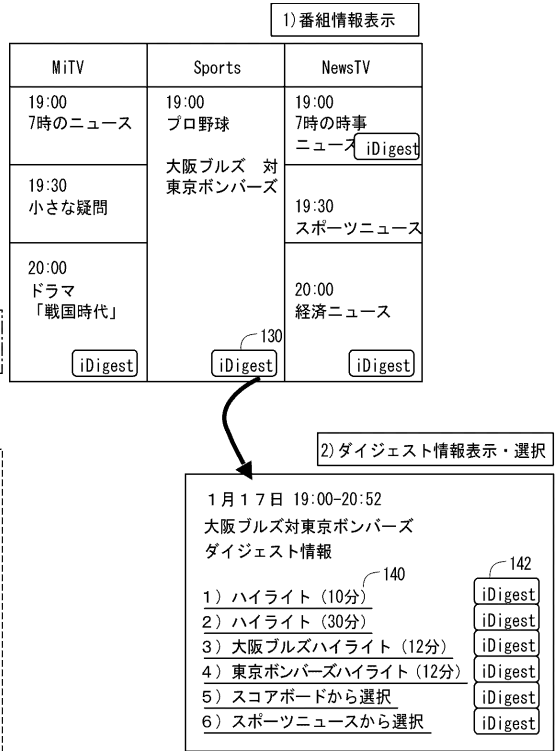 1)番組情報表示
MiTV
Sports
NewsTV
19:00
7時のニュース
19:30
小さな疑問
20:00
ドラマ
「戦国時代」
iDigest
19:00
プロ野球
大阪ブルズ 対
東京ボンバーズ
130
iDigest
19:00
7時の時事
ニュース
iDigest
19:30
スポーツニュース
20:00
経済ニュース
iDigest
2)ダイジェスト情報表示・選択
1月17日 19:00-20:52
大阪ブルズ対東京ボンバーズ
ダイジェスト情報
140
142
1)ハイライト(10分) iDigest
2)ハイライト(30分) iDigest
3)大阪ブルズハイライト(12分) iDigest
4)東京ボンバーズハイライト(12分) iDigest
5)スコアボードから選択 iDigest
6)スポーツニュースから選択 iDigest